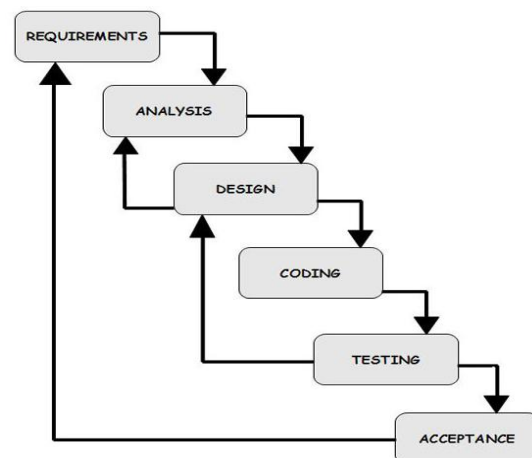 REQUIREMENTS
ANALYSIS
DESIGN
CODING
TESTING
ACCEPTANCE